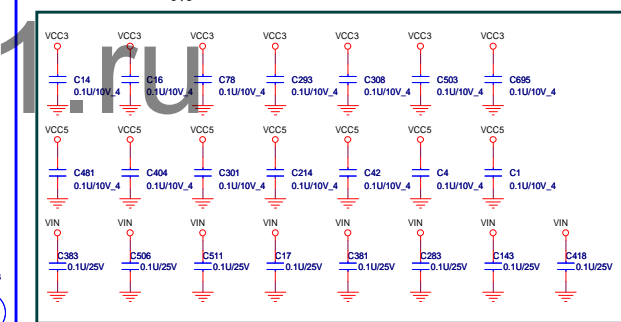 VCC3 VCC3 VCC3 VCC3 VCC3 VCC3 VCC3
C14 C16 C78 C293 C308 C503 C695
0.1U/10V_4 0.1U/10V_4 0.1U/10V_4 0.1U/10V_4 0.1U/10V_4 0.1U/10V_4 0.1U/10V_4
1.ru
VCC5 VCC5 VCC5 VCC5 VCC5 VCC5 VCC5
C481 C404 C301 C214 C42 C4 C1
0.1U/10V_4 0.1U/10V_4 0.1U/10V_4 0.1U/10V_4 0.1U/10V_4 0.1U/10V_4 0.1U/10V_4
VIN VIN VIN VIN VIN VIN VIN VIN
C383 C506 C511 C17 C381 C283 C143 C418
0.1U/25V 0.1U/25V 0.1U/25V 0.1U/25V 0.1U/25V 0.1U/25V 0.1U/25V 0.1U/25V